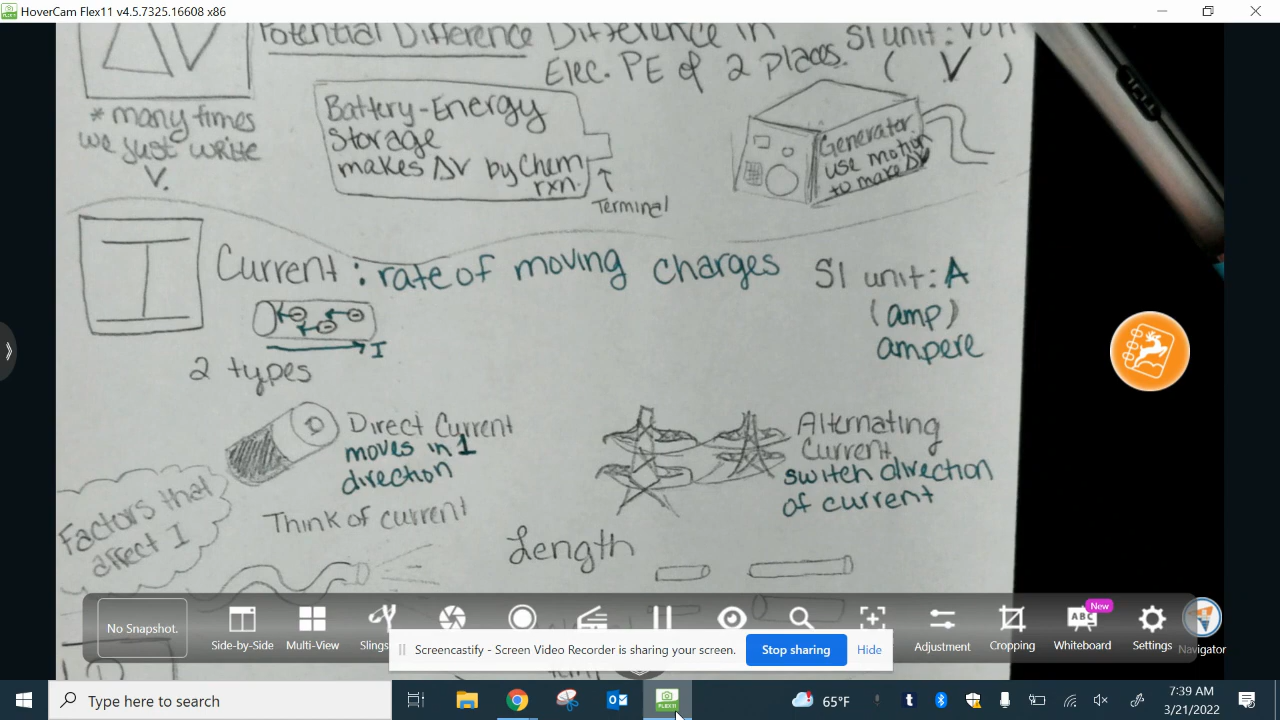 HoverCam Flex11 v4.5.7325.16608 x86
ΔV
Potential Difference Difference in
Elec. PE of 2 Places.
SI unit: Volt
( V )
* many times
we just write
V.
Battery-Energy
Storage
makes ΔV by Chem
rxn.
Terminal
Generator
use motion
to make ΔV
I
Current: rate of moving charges
SI unit: A
(amp)
ampere
I
2 types
D
Direct Current
moves in 1
direction
Alternating
Current
switch direction
of current
Factors that
affect I
Think of current
Length
No Snapshot.
Side-by-Side
Multi-View
Slings
Adjustment
Cropping
New
ABC
Whiteboard
Settings
Navigator
Screencastify - Screen Video Recorder is sharing your screen.
Stop sharing
Hide
Type here to search
FLEX11
65°F
t
7:39 AM
3/21/2022